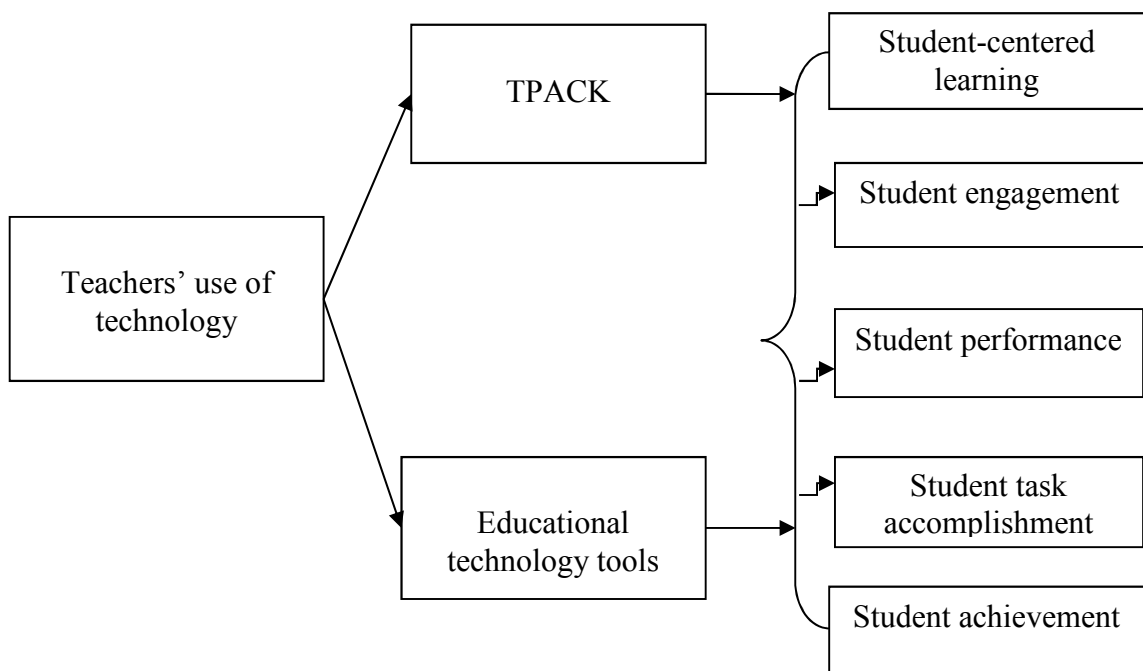 Student-centered
learning
TPACK
Student engagement
Teachers’ use of
technology
Student performance
Educational
technology tools
Student task
accomplishment
Student achievement